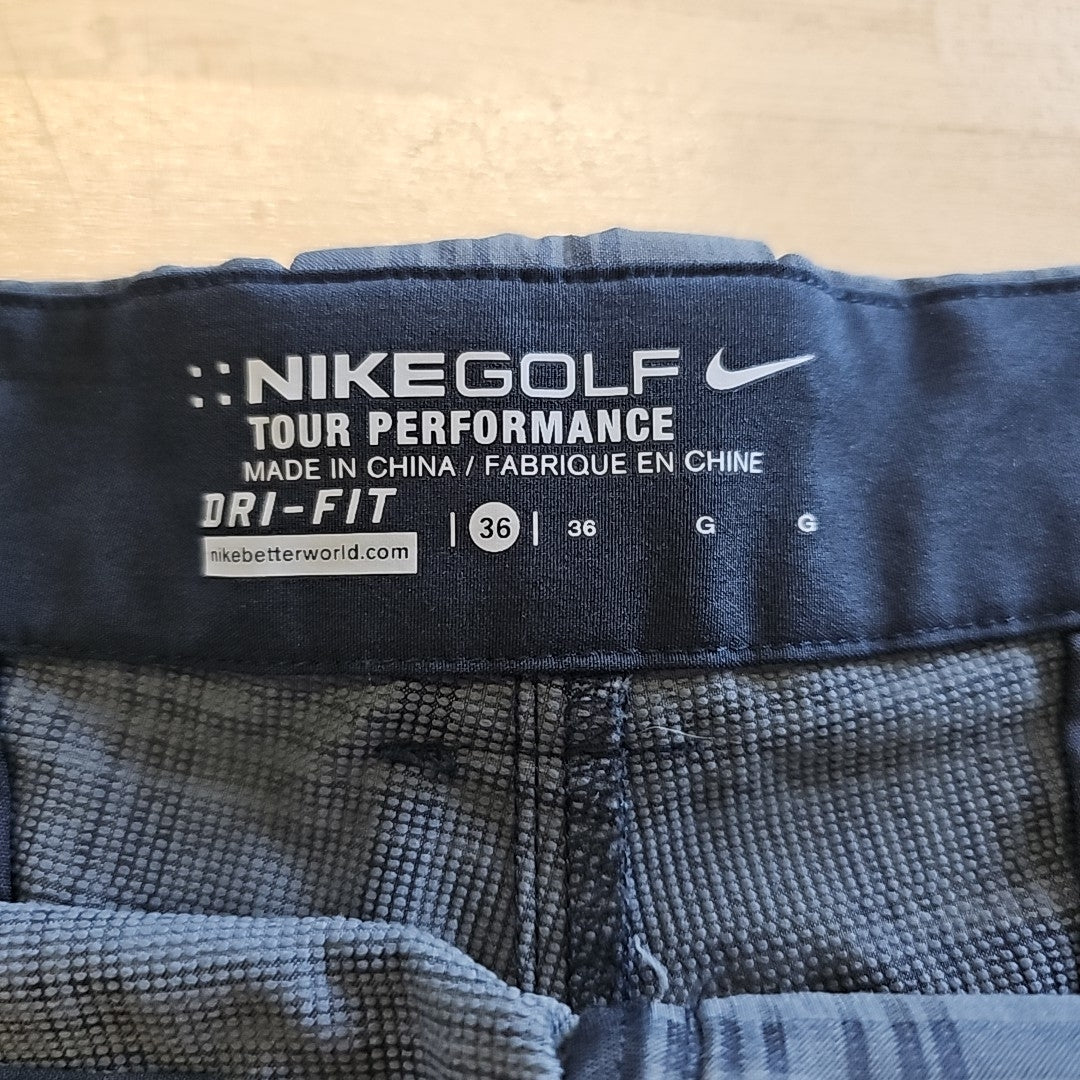 NIKEGOLF
TOUR PERFORMANCE
MADE IN CHINA / FABRIQUE EN CHINE
DRI-FIT
| 36 | 36 G G
nikebetterworld.com